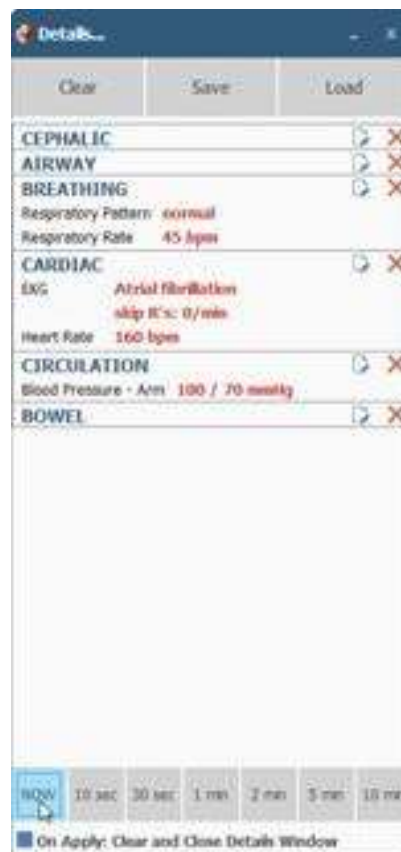 Details...
Clear Save Load
CEPHALIC
AIRWAY
BREATHING
Respiratory Pattern normal
Respiratory Rate 45 bpm
CARDIAC
EKG Atrial fibrillation
skip R's: 0/min
Heart Rate 160 bpm
CIRCULATION
Blood Pressure - Arm 100 / 70 mmHg
BOWEL
NOW 10 sec 30 sec 1 min 2 min 5 min 10 min
On Apply: Clear and Close Details Window